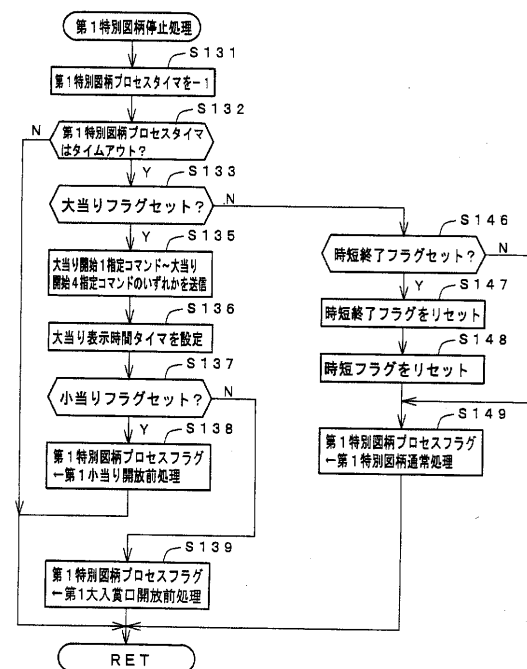 第1特別図柄停止処理
S131
第1特別図柄プロセスタイマを-1
S132
第1特別図柄プロセスタイマ
はタイムアウト?
N
Y
S133
大当りフラグセット?
N
Y
S135
大当り開始1指定コマンド~大当り
開始4指定コマンドのいずれかを送信
S136
大当り表示時間タイマを設定
S137
小当りフラグセット?
N
Y
S138
第1特別図柄プロセスフラグ
←第1小当り開放前処理
S139
第1特別図柄プロセスフラグ
←第1大入賞口開放前処理
S146
時短終了フラグセット?
N
Y
S147
時短終了フラグをリセット
S148
時短フラグをリセット
S149
第1特別図柄プロセスフラグ
←第1特別図柄通常処理
RET